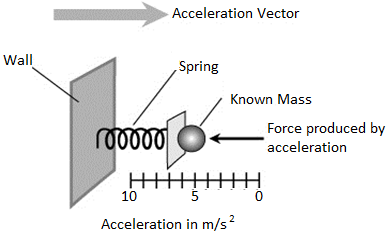 Acceleration Vector
Wall
Spring
Known Mass
Force produced by
acceleration
10 5 0
Acceleration in m/s²